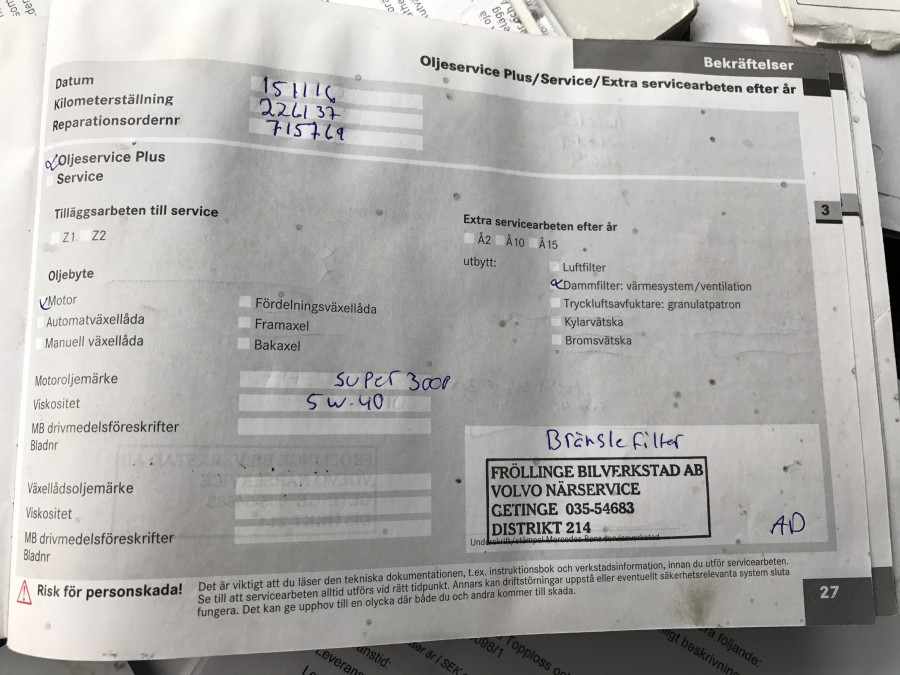 Bekräftelser
Oljeservice Plus/Service/Extra servicearbeten efter år
Datum 151116
Kilometerställning 226137
Reparationsordernr 715769
Oljeservice Plus
Service
Tilläggsarbeten till service
Z1 Z2
Oljebyte
Motor
Automatväxellåda
Manuell växellåda
Fördelningsväxellåda
Framaxel
Bakaxel
Extra servicearbeten efter år
Å2 Å10 Å15
utbytt:
Luftfilter
Dammfilter: värmesystem/ventilation
Tryckluftsavfuktare: granulatpatron
Kylarvätska
Bromsvätska
3
Motoroljemärke super 3000
Viskositet 5w-40
MB drivmedelsföreskrifter
Bladnr
Växellådsoljemärke
Viskositet
MB drivmedelsföreskrifter
Bladnr
Bränslefilter
FRÖLLINGE BILVERKSTAD AB
VOLVO NÄRSERVICE
GETINGE 035-54683
DISTRIKT 214
AD
Underskrift/stämpel Mercedes-Benz
Risk för personskada!
Det är viktigt att du läser den tekniska dokumentationen, t.ex. instruktionsbok och verkstadsinformation, innan du utför servicearbeten.
Se till att servicearbeten alltid utförs vid rätt tidpunkt. Annars kan driftstörningar uppstå eller eventuellt säkerhetsrelevanta system sluta
fungera. Det kan ge upphov till en olycka där både du och andra kommer till skada.
27